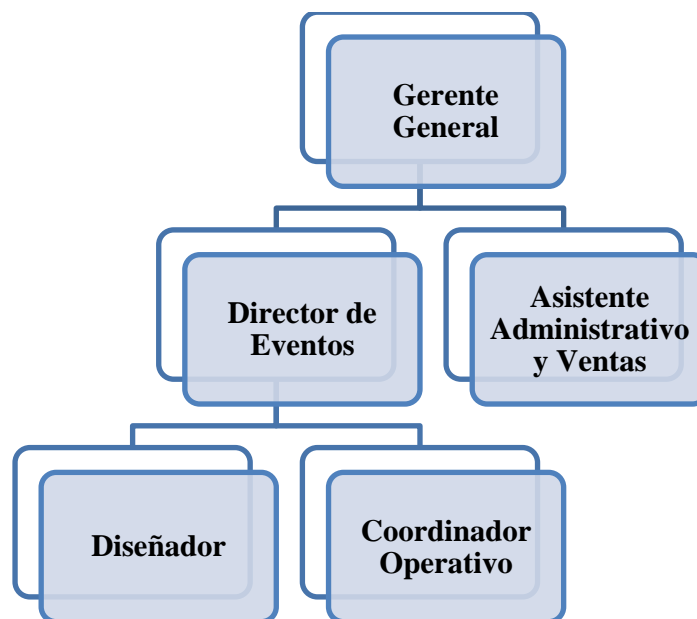 Gerente
General
Director de
Eventos
Asistente
Administrativo
y Ventas
Diseñador
Coordinador
Operativo